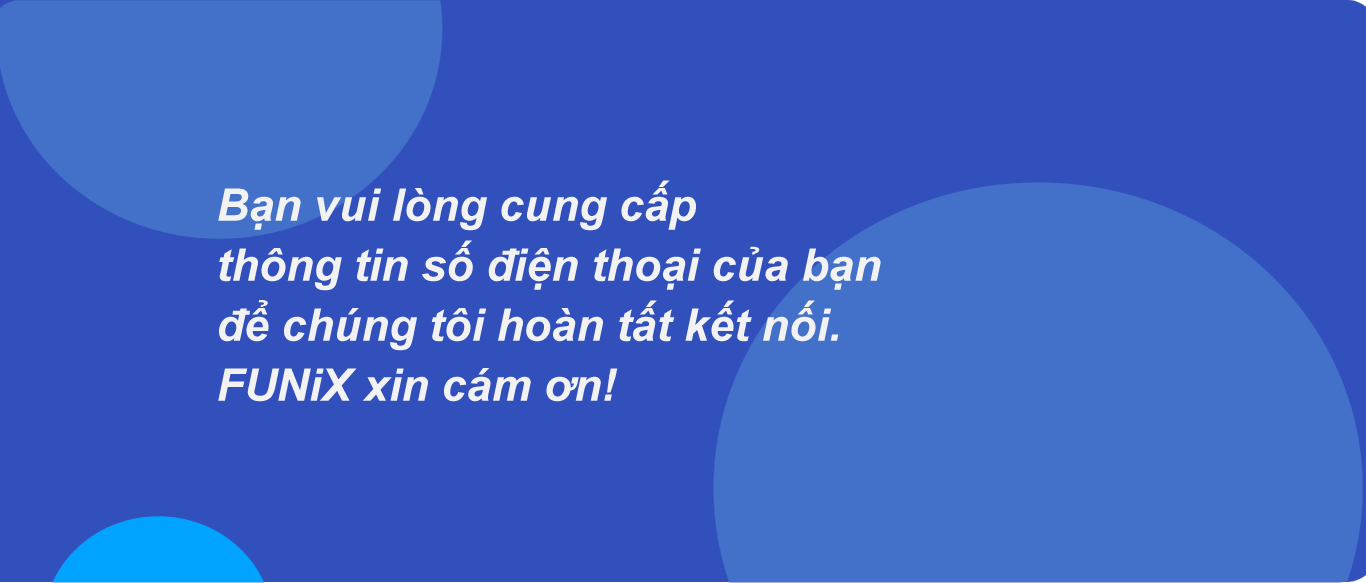 Bạn vui lòng cung cấp
thông tin số điện thoại của bạn
để chúng tôi hoàn tất kết nối.
FUNiX xin cám ơn!